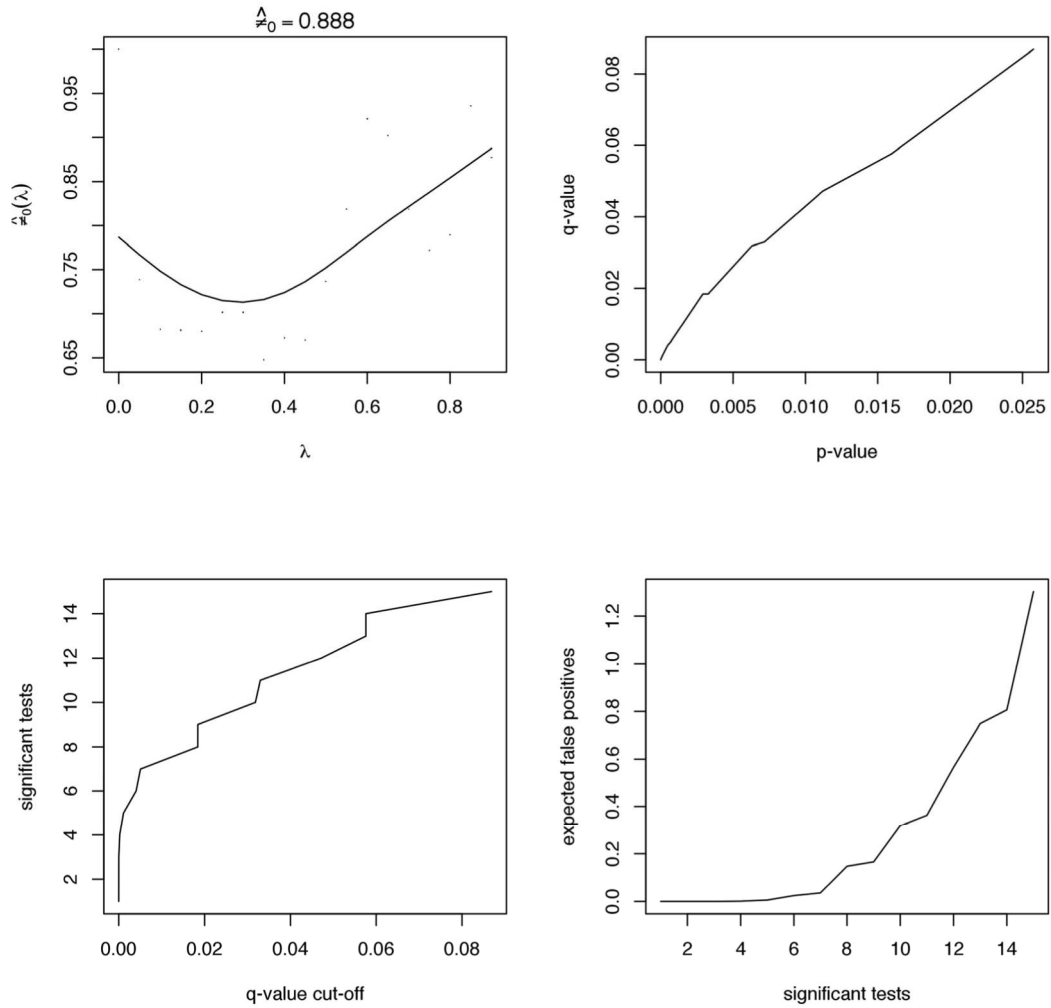 ≠̂₀ = 0.888
0.65 0.75 0.85 0.95
≠̂₀(λ)
0.0 0.2 0.4 0.6 0.8
λ
0.00 0.02 0.04 0.06 0.08
q-value
0.000 0.005 0.010 0.015 0.020 0.025
p-value
2 4 6 8 10 12 14
significant tests
0.00 0.02 0.04 0.06 0.08
q-value cut-off
0.0 0.2 0.4 0.6 0.8 1.0 1.2
expected false positives
2 4 6 8 10 12 14
significant tests